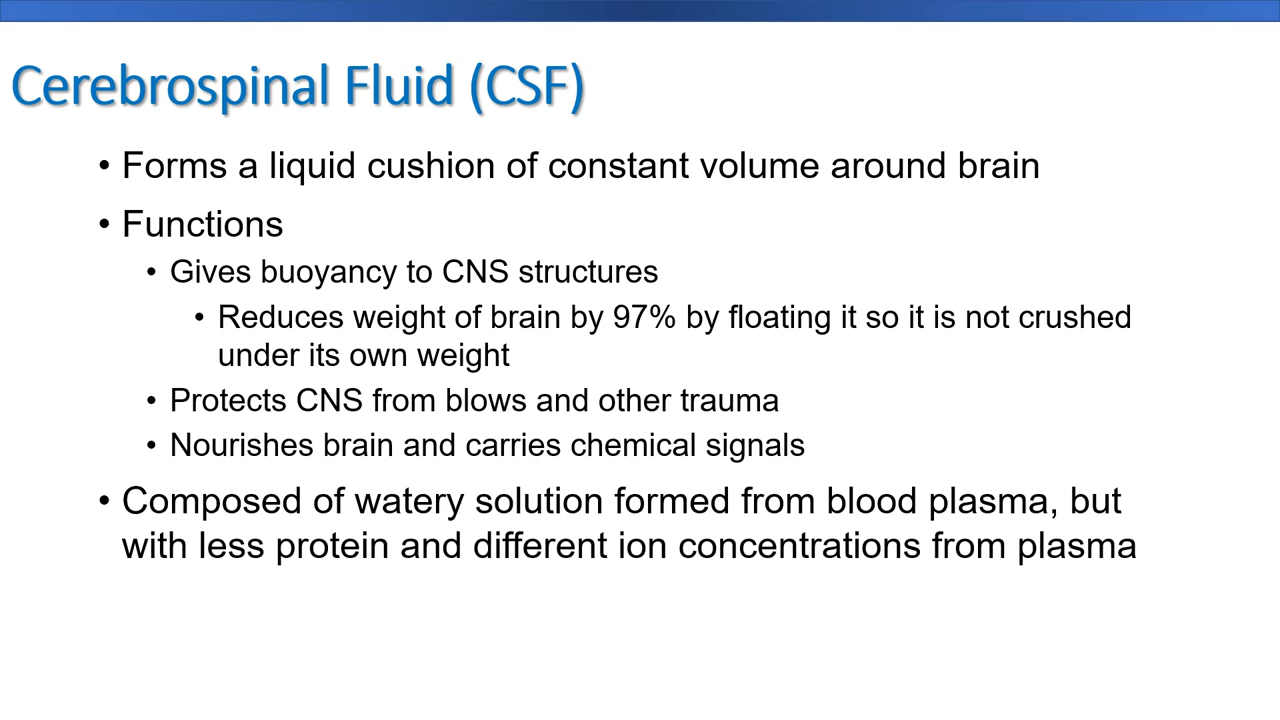 Cerebrospinal Fluid (CSF)
• Forms a liquid cushion of constant volume around brain
• Functions
• Gives buoyancy to CNS structures
• Reduces weight of brain by 97% by floating it so it is not crushed
under its own weight
• Protects CNS from blows and other trauma
• Nourishes brain and carries chemical signals
• Composed of watery solution formed from blood plasma, but
with less protein and different ion concentrations from plasma